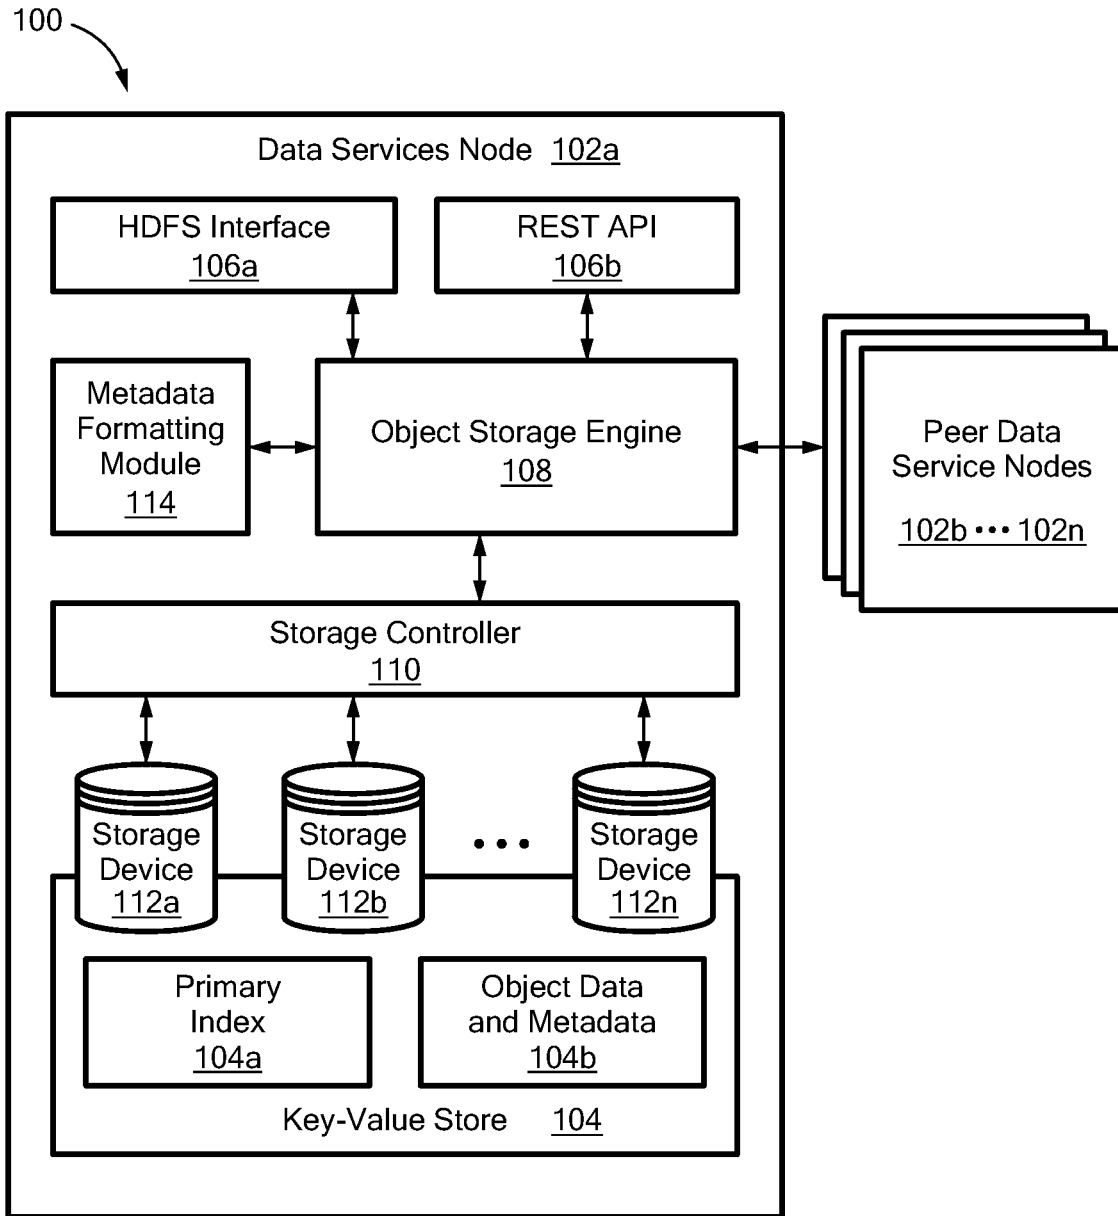 100
Data Services Node 102a
HDFS Interface
106a
REST API
106b
Metadata
Formatting
Module
114
Object Storage Engine
108
Peer Data
Service Nodes
102b ••• 102n
Storage Controller
110
Storage
Device
112a
Storage
Device
112b
• • •
Storage
Device
112n
Primary
Index
104a
Object Data
and Metadata
104b
Key-Value Store 104